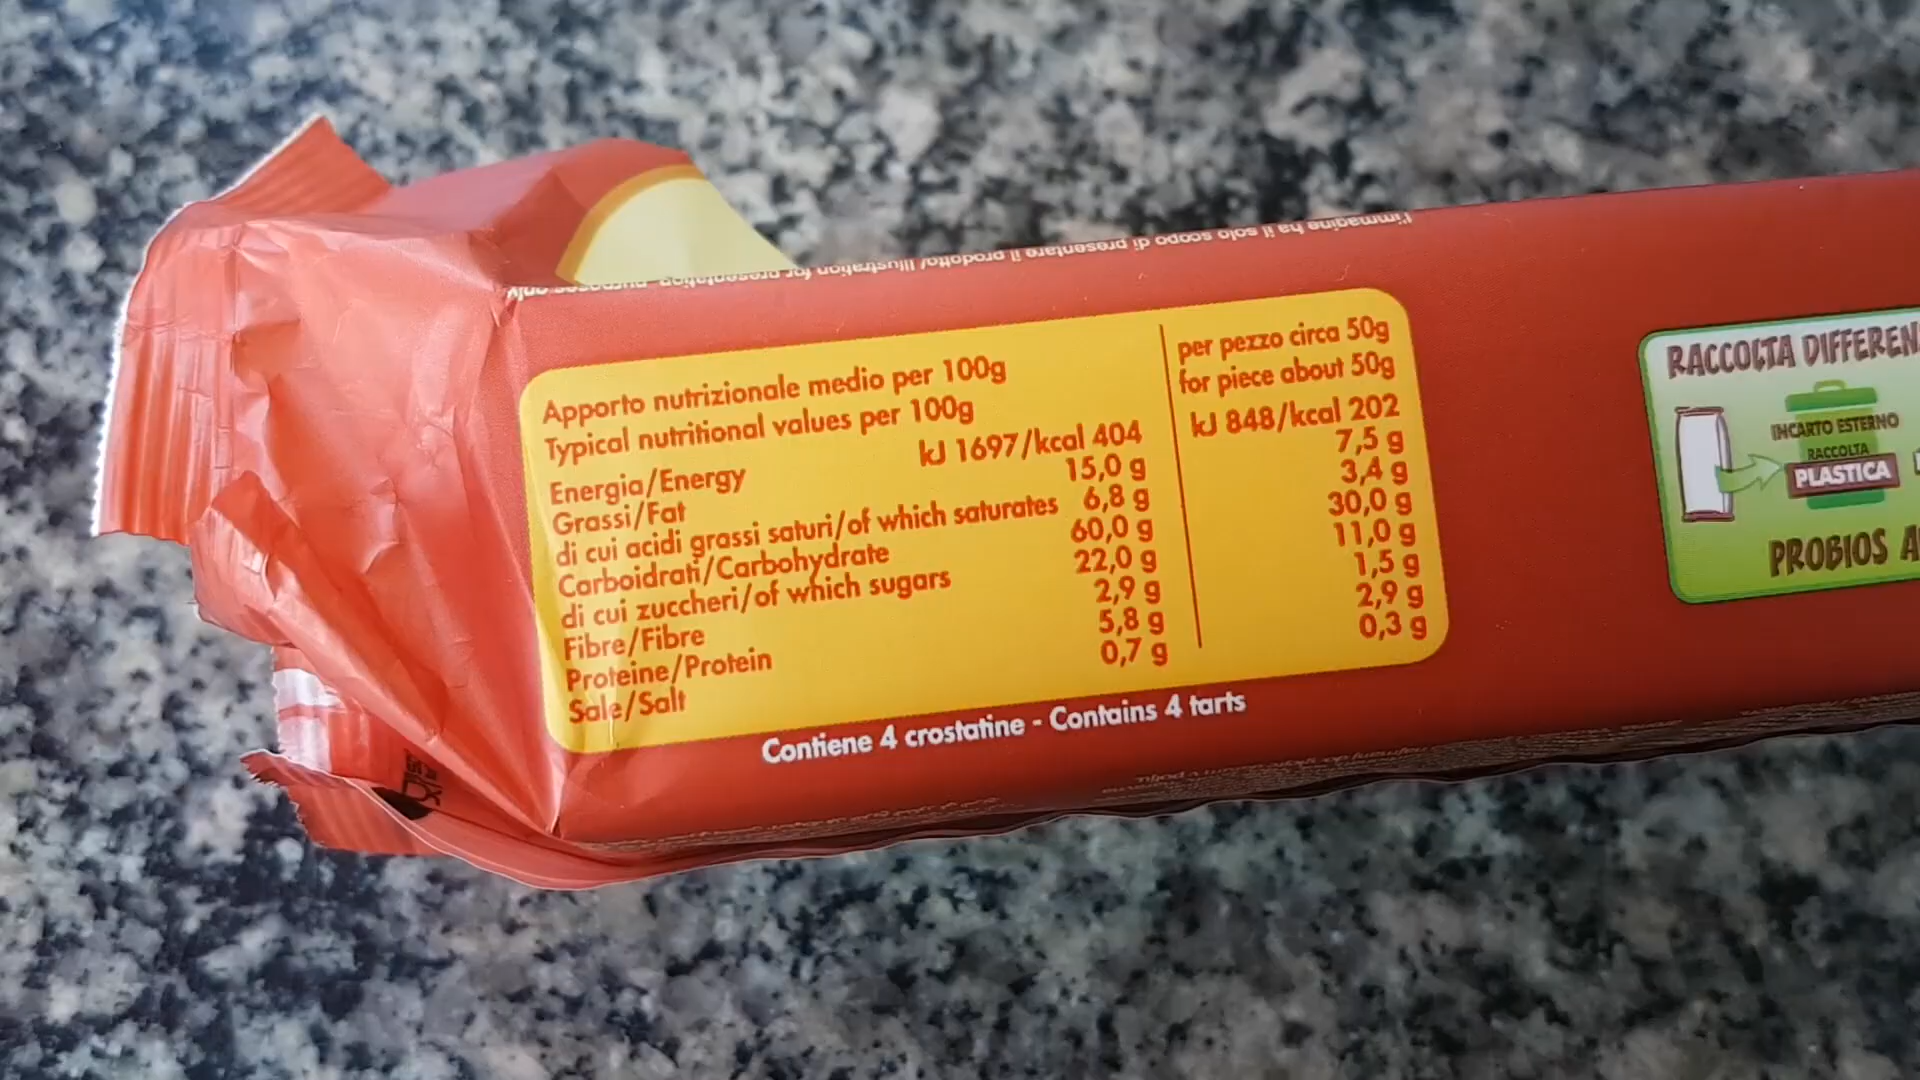 l'immagine ha il solo scopo di presentare il prodotto/ Illustration for presentation purposes only
Apporto nutrizionale medio per 100g
Typical nutritional values per 100g
per pezzo circa 50g
for piece about 50g
Energia/Energy kJ 1697/kcal 404 kJ 848/kcal 202
Grassi/Fat 15,0 g 7,5 g
di cui acidi grassi saturi/of which saturates 6,8 g 3,4 g
Carboidrati/Carbohydrate 60,0 g 30,0 g
di cui zuccheri/of which sugars 22,0 g 11,0 g
Fibre/Fibre 2,9 g 1,5 g
Proteine/Protein 5,8 g 2,9 g
Sale/Salt 0,7 g 0,3 g
Contiene 4 crostatine - Contains 4 tarts
RACCOLTA
INCARTO ESTERNO
RACCOLTA
PLASTICA
PROBIOS